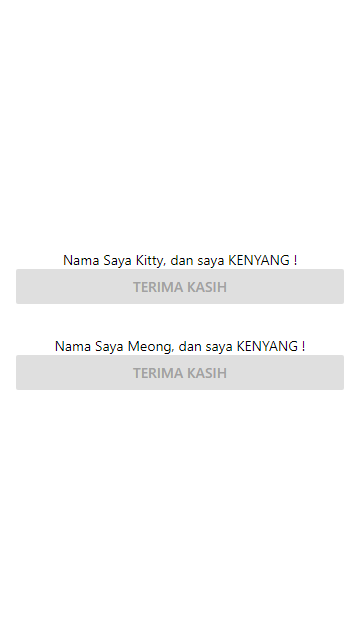 Nama Saya Kitty, dan saya KENYANG !
TERIMA KASIH
Nama Saya Meong, dan saya KENYANG !
TERIMA KASIH